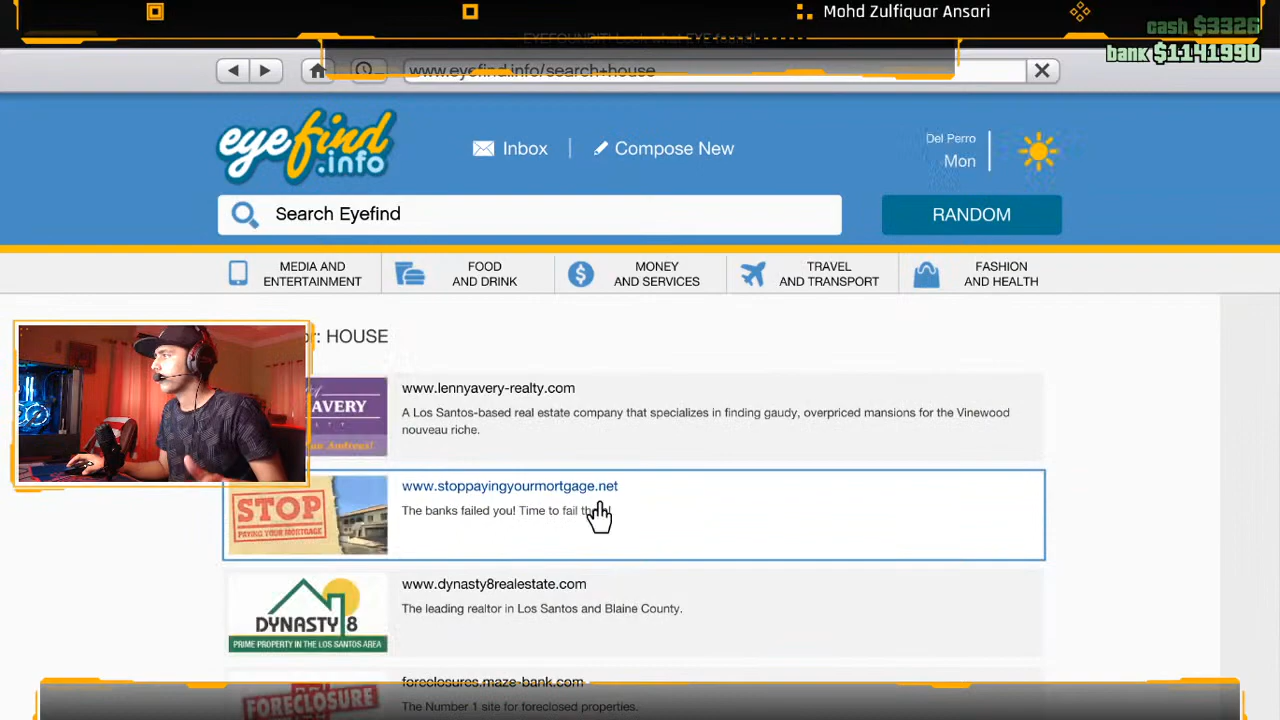 Mohd Zulfiquar Ansari
cash $3326
bank $1141990
www.eyefind.info/search+house
eyefind
.info
Inbox
Compose New
Del Perro
Mon
Search Eyefind
RANDOM
MEDIA AND
ENTERTAINMENT
FOOD
AND DRINK
MONEY
AND SERVICES
TRAVEL
AND TRANSPORT
FASHION
AND HEALTH
: HOUSE
AVERY
www.lennyavery-realty.com
A Los Santos-based real estate company that specializes in finding gaudy, overpriced mansions for the Vinewood
nouveau riche.
STOP
PAYING YOUR MORTGAGE
www.stoppayingyourmortgage.net
The banks failed you! Time to fail
DYNASTY 8
PRIME PROPERTY IN THE LOS SANTOS AREA
www.dynasty8realestate.com
The leading realtor in Los Santos and Blaine County.
FORECLOSURE
foreclosures.maze-bank.com
The Number 1 site for foreclosed properties.